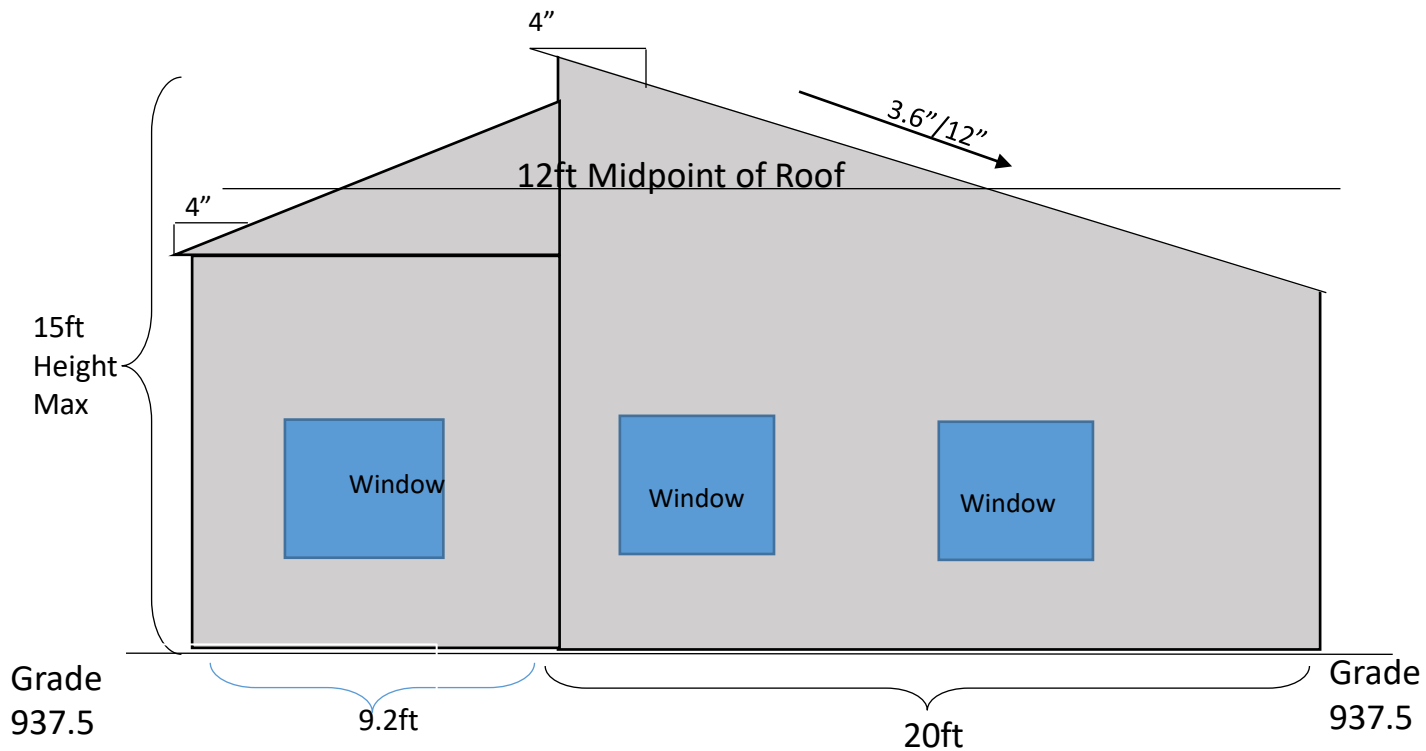 4”
3.6”/12”
12ft Midpoint of Roof
4”
15ft
Height
Max
Window
Window
Window
Grade
937.5
9.2ft
20ft
Grade
937.5